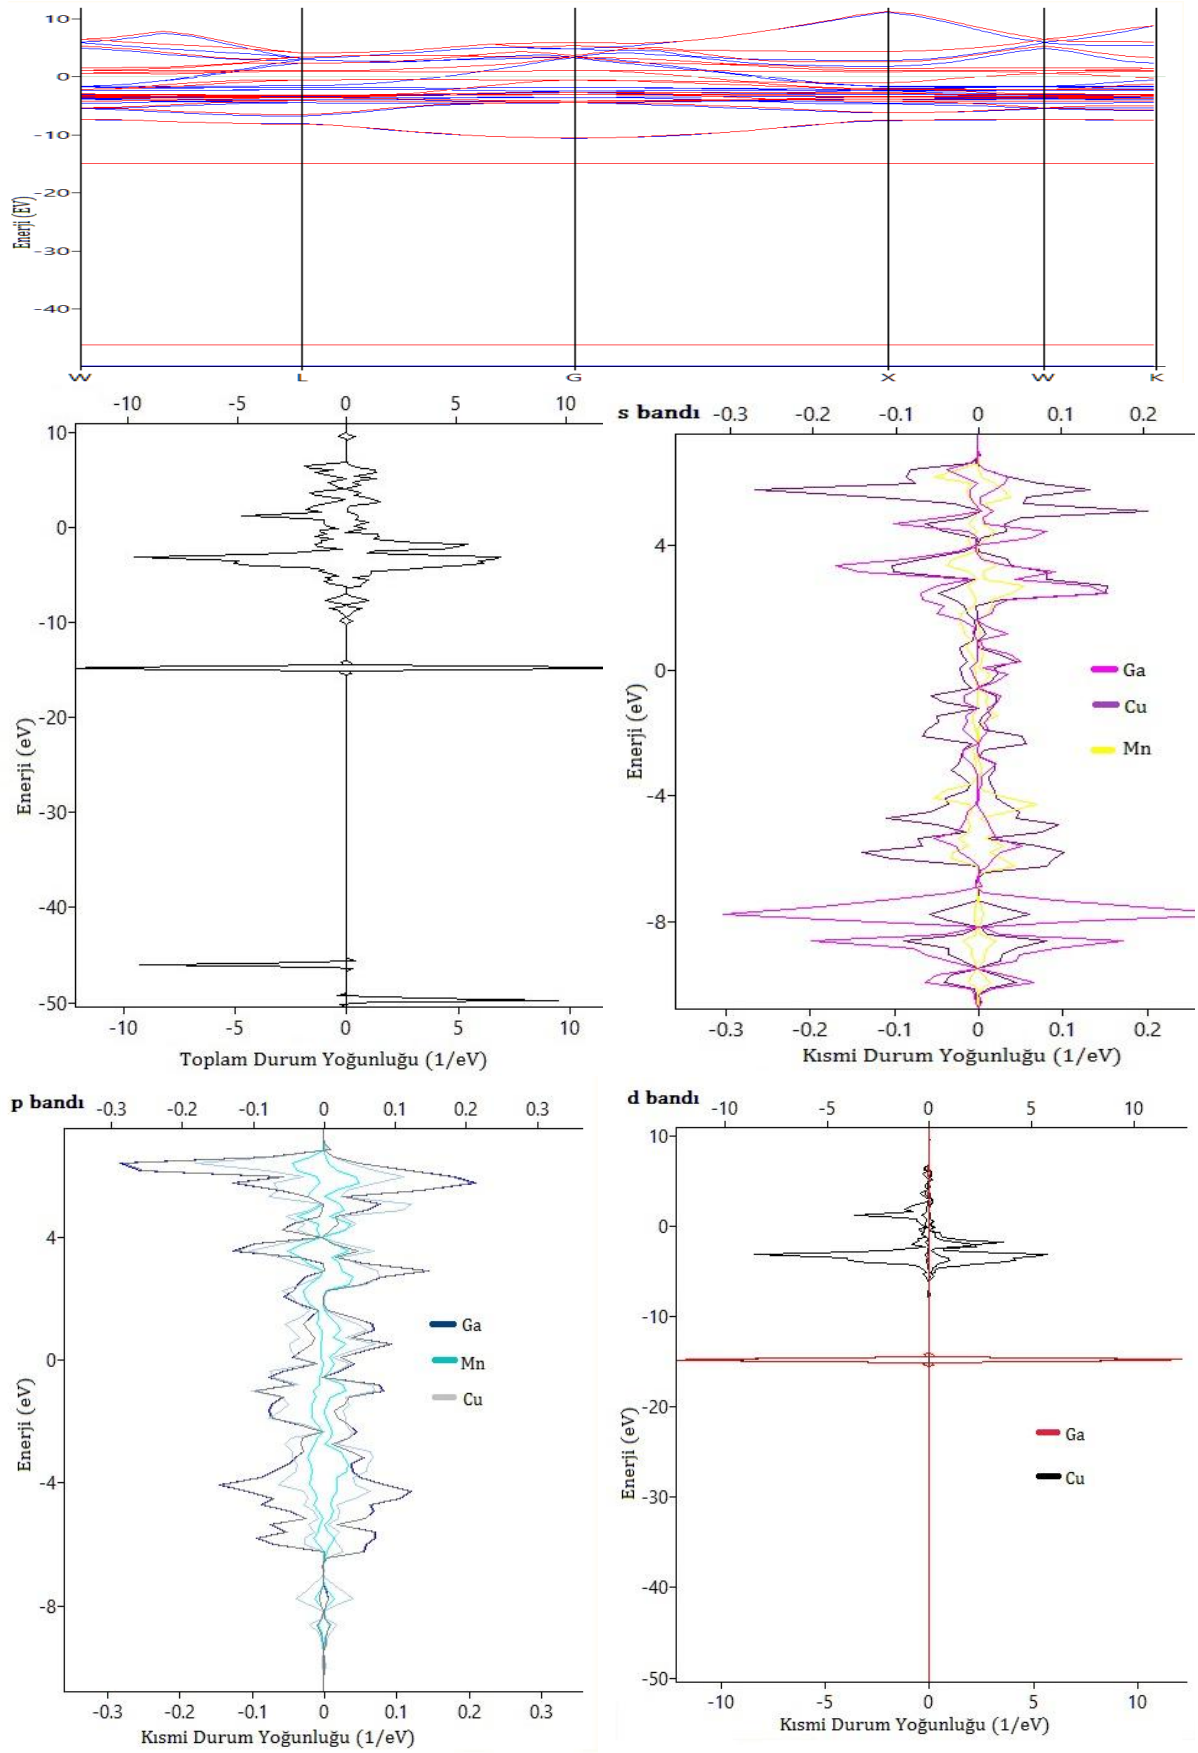 10
0
-10
-20
-30
-40
Enerji (EV)
W L G X W K
-10 -5 0 5 10
10
0
-10
-20
-30
-40
-50
Enerji (eV)
-10 -5 0 5 10
Toplam Durum Yoğunluğu (1/eV)
s bandı -0.3 -0.2 -0.1 0 0.1 0.2
4
0
-4
-8
Enerji (eV)
Ga
Cu
Mn
-0.3 -0.2 -0.1 0 0.1 0.2
Kısmi Durum Yoğunluğu (1/eV)
p bandı -0.3 -0.2 -0.1 0 0.1 0.2 0.3
4
0
-4
-8
Enerji (eV)
Ga
Mn
Cu
-0.3 -0.2 -0.1 0 0.1 0.2 0.3
Kısmi Durum Yoğunluğu (1/eV)
d bandı -10 -5 0 5 10
10
0
-10
-20
-30
-40
-50
Enerji (eV)
Ga
Cu
-10 -5 0 5 10
Kısmi Durum Yoğunluğu (1/eV)